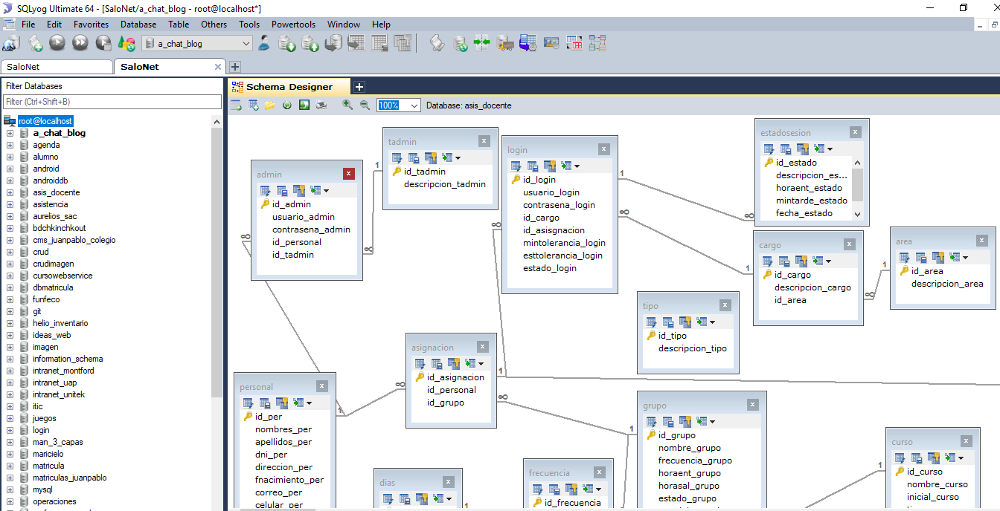 SQLyog Ultimate 64 - [SaloNet/a_chat_blog - root@localhost*]
File Edit Favorites Database Table Others Tools Powertools Window Help
a_chat_blog
SaloNet
SaloNet
Filter Databases
Filter (Ctrl+Shift+B)
root@localhost
a_chat_blog
agenda
alumno
android
androiddb
asis_docente
asistencia
aurelios_sac
bdchkinchkout
cms_juanpablo_colegio
crud
crudimagen
cursowebservice
dbmatricula
funfeco
git
helio_inventario
ideas_web
imagen
information_schema
intranet_montford
intranet_uap
intranet_unitek
itic
juegos
login
man_3_capas
maricielo
matricula
matriculas_juanpablo
mysql
operaciones
Schema Designer
100%
Database: asis_docente
admin
id_admin
usuario_admin
contrasena_admin
id_personal
id_tadmin
tadmin
id_tadmin
descripcion_tadmin
login
id_login
usuario_login
contrasena_login
id_cargo
id_asisgnacion
mintolerancia_login
esttolerancia_login
estado_login
estadosesion
id_estado
descripcion_es...
horaent_estado
mintarde_estado
fecha_estado
cargo
id_cargo
descripcion_cargo
id_area
area
id_area
descripcion_area
tipo
id_tipo
descripcion_tipo
asignacion
id_asignacion
id_personal
id_grupo
personal
id_per
nombres_per
apellidos_per
dni_per
direccion_per
fnacimiento_per
correo_per
celular_per
dias
frecuencia
id_frecuencia
grupo
id_grupo
nombre_grupo
frecuencia_grupo
horaent_grupo
horasal_grupo
estado_grupo
curso
id_curso
nombre_curso
inicial_curso
1
∞
∞
1
∞
∞
1
∞
1
∞
1
∞
1
∞
1
∞
1
1
1